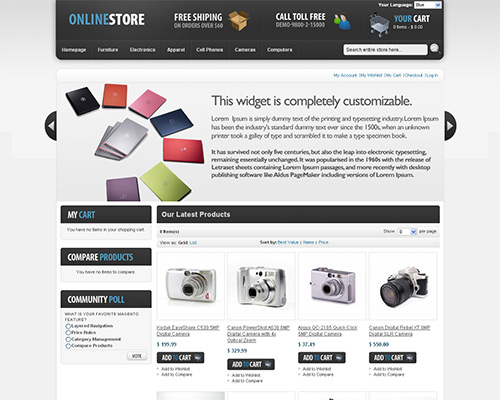 Your Language: Blue
ONLINESTORE
FREE SHIPING
ON ORDERS OVER $60
CALL TOLL FREE
DEMO-9800-2-15000
YOUR CART
0 Items - $ 0.00
Homepage Furniture Electronics Apparel Cell Phones Cameras Computers
Search entire store here...
My Account | My Wishlist | My Cart | Checkout | Log In
This widget is completely customizable.
Lorem Ipsum is simply dummy text of the printing and typesetting industry. Lorem Ipsum
has been the industry's standard dummy text ever since the 1500s, when an unknown
printer took a galley of type and scrambled it to make a type specimen book.
It has survived not only five centuries, but also the leap into electronic typesetting,
remaining essentially unchanged. It was popularised in the 1960s with the release of
Letraset sheets containing Lorem Ipsum passages, and more recently with desktop
publishing software like Aldus PageMaker including versions of Lorem Ipsum.
MY CART
You have no items in your shopping cart.
COMPARE PRODUCTS
You have no items to compare.
COMMUNITY POLL
WHAT IS YOUR FAVORITE MAGENTO
FEATURE?
Layered Navigation
Price Rules
Category Management
Compare Products
VOTE
Our Latest Products
8 Item(s)
Show 8 per page
View as: Grid List
Sort by: Best Value | Name | Price
Kodak EasyShare C530 5MP
Digital Camera
$ 199.99
ADD TO CART
Add to Wishlist
Add to Compare
Canon PowerShot A630 8MP
Digital Camera with 4x
Optical Zoom
$ 329.99
ADD TO CART
Add to Wishlist
Add to Compare
Argus QC-2185 Quick Click
5MP Digital Camera
$ 37.49
ADD TO CART
Add to Wishlist
Add to Compare
Canon Digital Rebel XT 8MP
Digital SLR Camera
$ 550.00
ADD TO CART
Add to Wishlist
Add to Compare